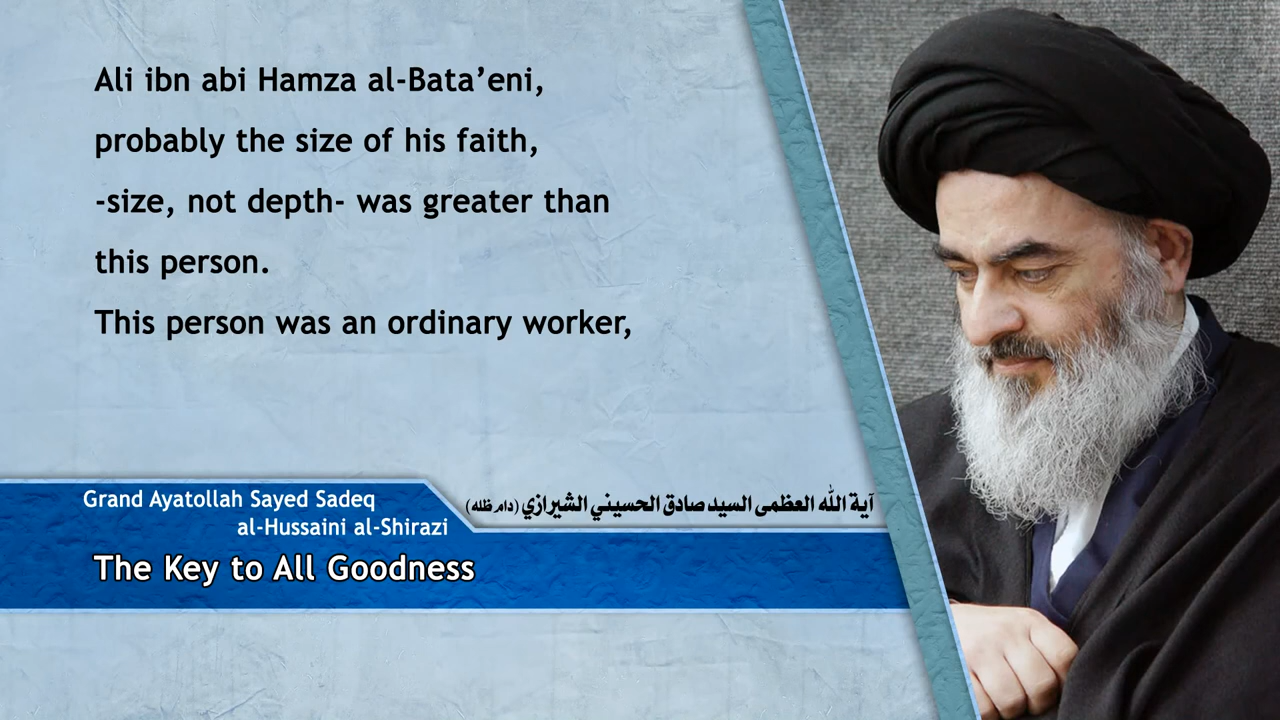 Ali ibn abi Hamza al-Bata’eni,
probably the size of his faith,
-size, not depth- was greater than
this person.
This person was an ordinary worker,
Grand Ayatollah Sayed Sadeq
al-Hussaini al-Shirazi
آية الله العظمى السيد صادق الحسيني الشيرازي (دام ظله)
The Key to All Goodness